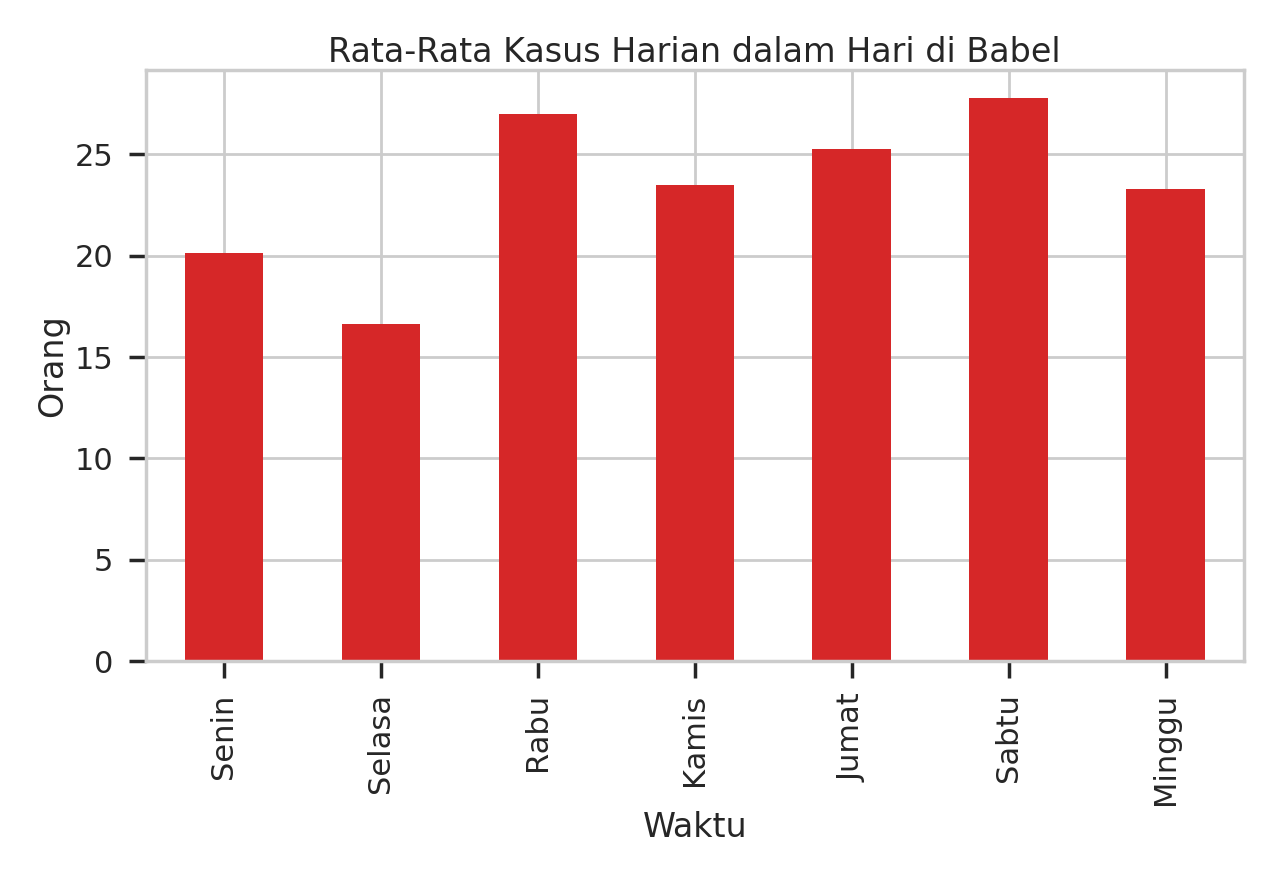 Rata-Rata Kasus Harian dalam Hari di Babel
Orang
25
20
15
10
5
0
Senin
Selasa
Rabu
Kamis
Jumat
Sabtu
Minggu
Waktu